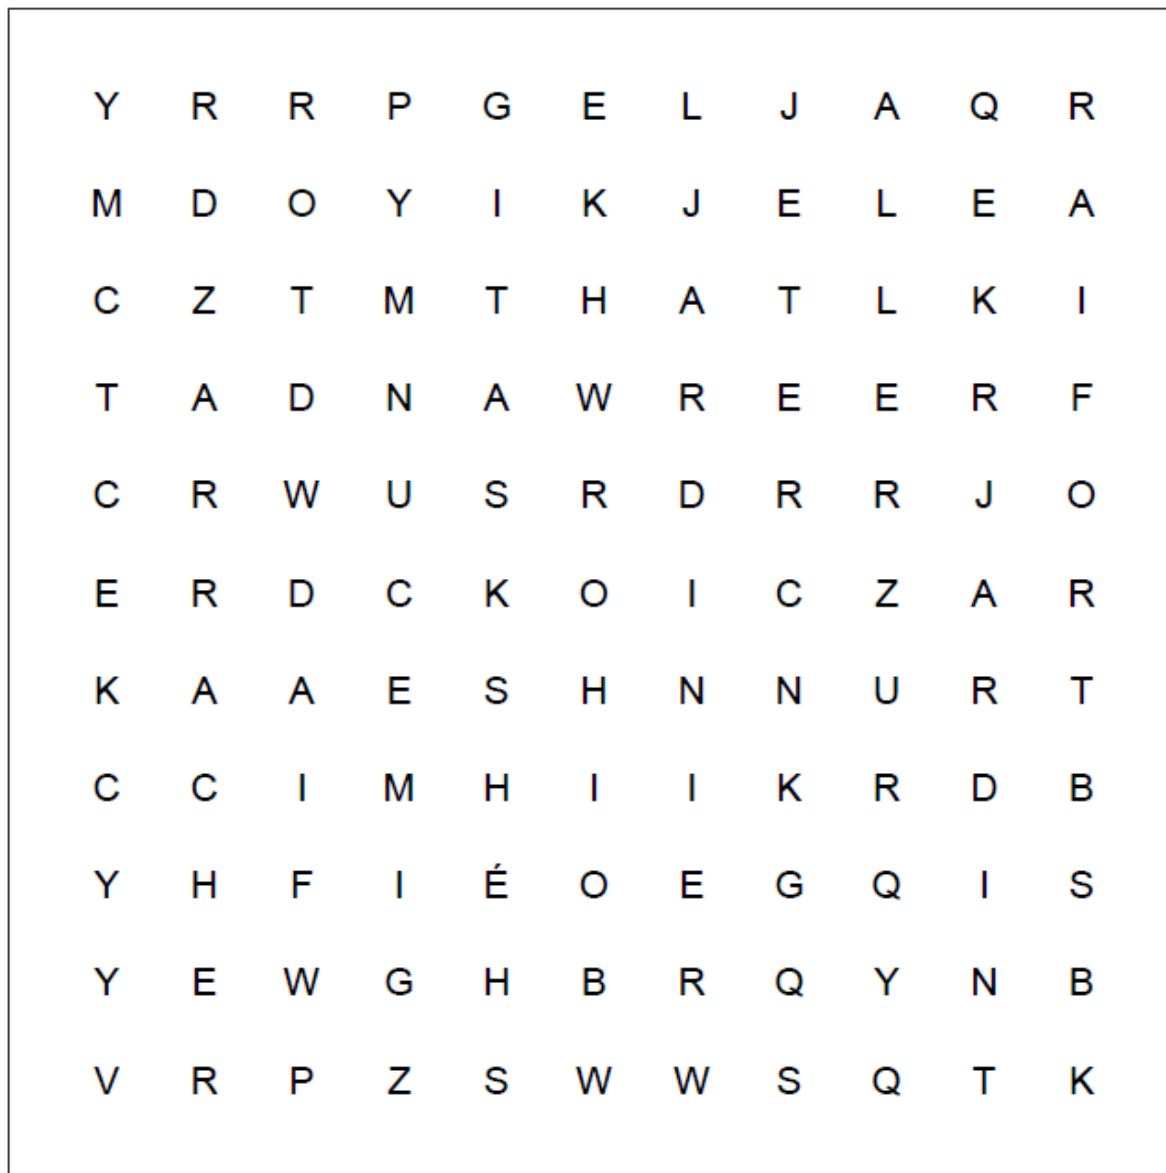 Y R R P G E L J A Q R
M D O Y I K J E L E A
C Z T M T H A T L K I
T A D N A W R E E R F
C R W U S R D R R J O
E R D C K O I C Z A R
K A A E S H N N U R T
C C I M H I I K R D B
Y H F I É O E G Q I S
Y E W G H B R Q Y N B
V R P Z S W W S Q T K